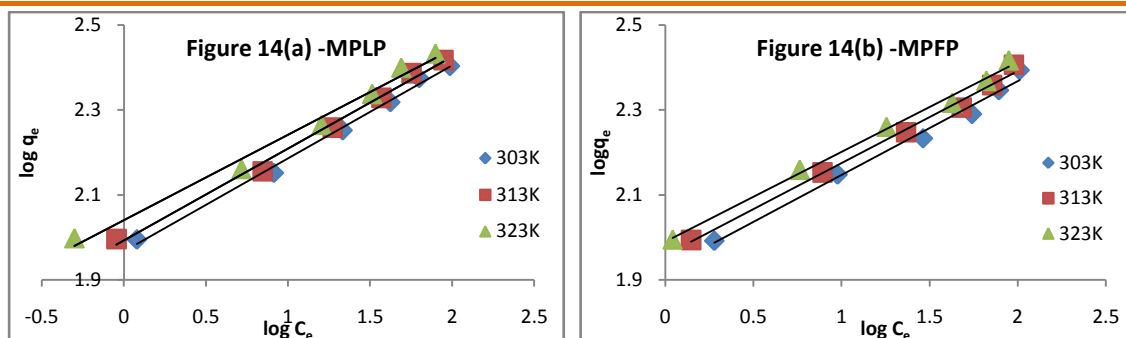 Figure 14(a) -MPLP
2.5
2.3
2.1
1.9
log qe
-0.5 0 0.5 1 1.5 2 2.5
log Ce
303K
313K
323K
Figure 14(b) -MPFP
2.5
2.3
2.1
1.9
logqe
0 0.5 1 1.5 2 2.5
log Ce
303K
313K
323K